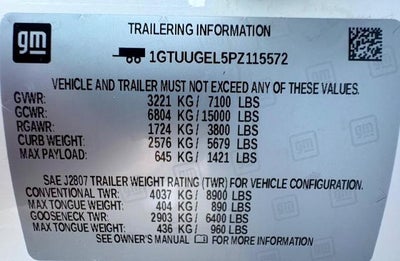 gm
TRAILERING INFORMATION
1GTUUGEL5PZ115572
VEHICLE AND TRAILER MUST NOT EXCEED ANY OF THESE VALUES.
GVWR: 3221 KG/ 7100 LBS
GCWR: 6804 KG/ 15000 LBS
RGAWR: 1724 KG/ 3800 LBS
CURB WEIGHT: 2576 KG/ 5679 LBS
MAX PAYLOAD: 645 KG/ 1421 LBS
SAE J2807 TRAILER WEIGHT RATING (TWR) FOR VEHICLE CONFIGURATION.
CONVENTIONAL TWR: 4037 KG/ 8900 LBS
MAX TONGUE WEIGHT: 404 KG/ 890 LBS
GOOSENECK TWR: 2903 KG/ 6400 LBS
MAX TONGUE WEIGHT: 436 KG/ 960 LBS
SEE OWNER'S MANUAL FOR MORE INFORMATION